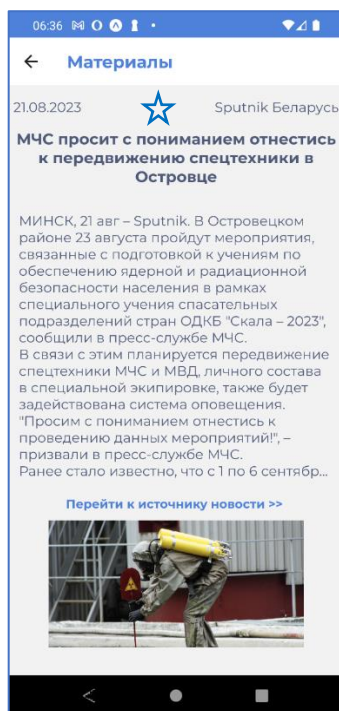 06:36
Материалы
21.08.2023 Sputnik Беларусь
МЧС просит с пониманием отнестись
к передвижению спецтехники в
Островце
МИНСК, 21 авг – Sputnik. В Островецком
районе 23 августа пройдут мероприятия,
связанные с подготовкой к учениям по
обеспечению ядерной и радиационной
безопасности населения в рамках
специального учения спасательных
подразделений стран ОДКБ "Скала – 2023",
сообщили в пресс-службе МЧС.
В связи с этим планируется передвижение
спецтехники МЧС и МВД, личного состава
в специальной экипировке, также будет
задействована система оповещения.
"Просим с пониманием отнестись к
проведению данных мероприятий!", –
призвали в пресс-службе МЧС.
Ранее стало известно, что с 1 по 6 сентябр...
Перейти к источнику новости >>